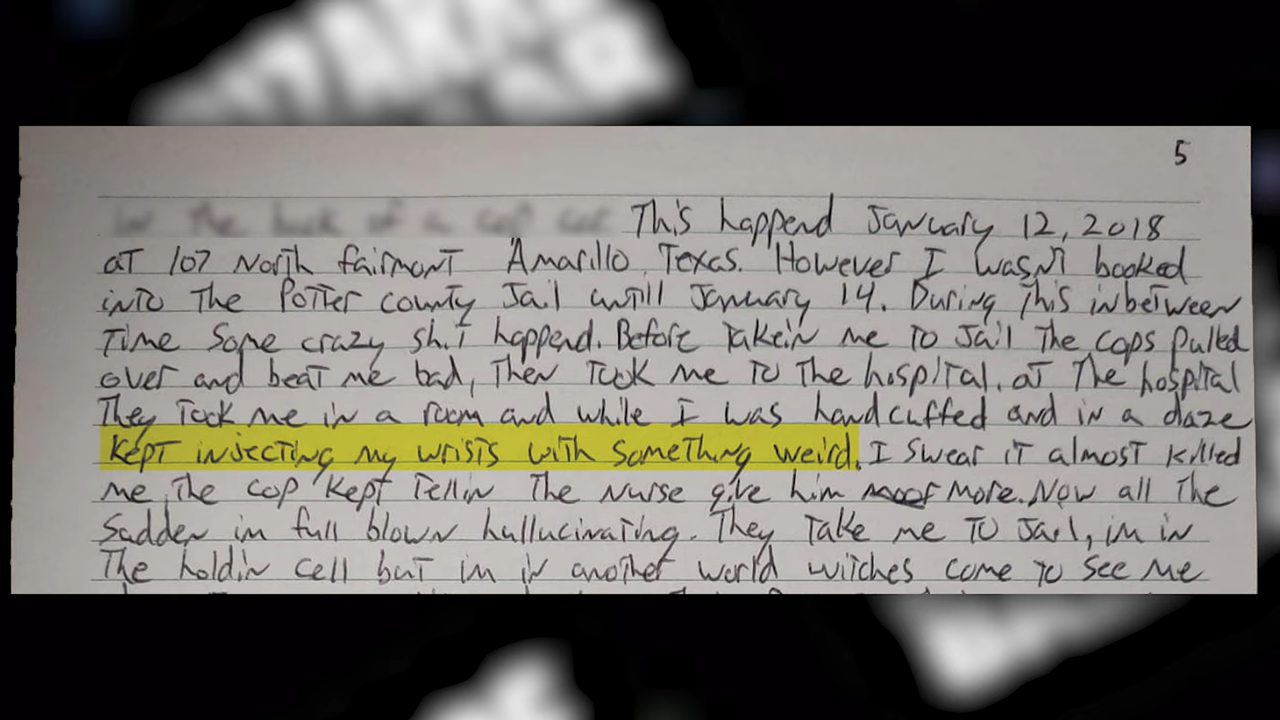 5
This happend January 12, 2018
at 107 North fairmont Amarillo, Texas. However I wasn't booked
into The Potter county Jail untill January 14. During This inbetween
Time Some crazy shit happend. Before Takein me To Jail The cops Pulled
over and beat me bad, Then Took me To The hospital. at The hospital
They Took me in a room and while I was handcuffed and in a daze
Kept injecting my wrists with Something weird. I Swear iT almost Killed
me The cop Kept Tellin The nurse give him more. Now all The
Sudden im full blown hallucinating. They Take me To Jail, im in
The holdin cell but im in another world witches come To See me